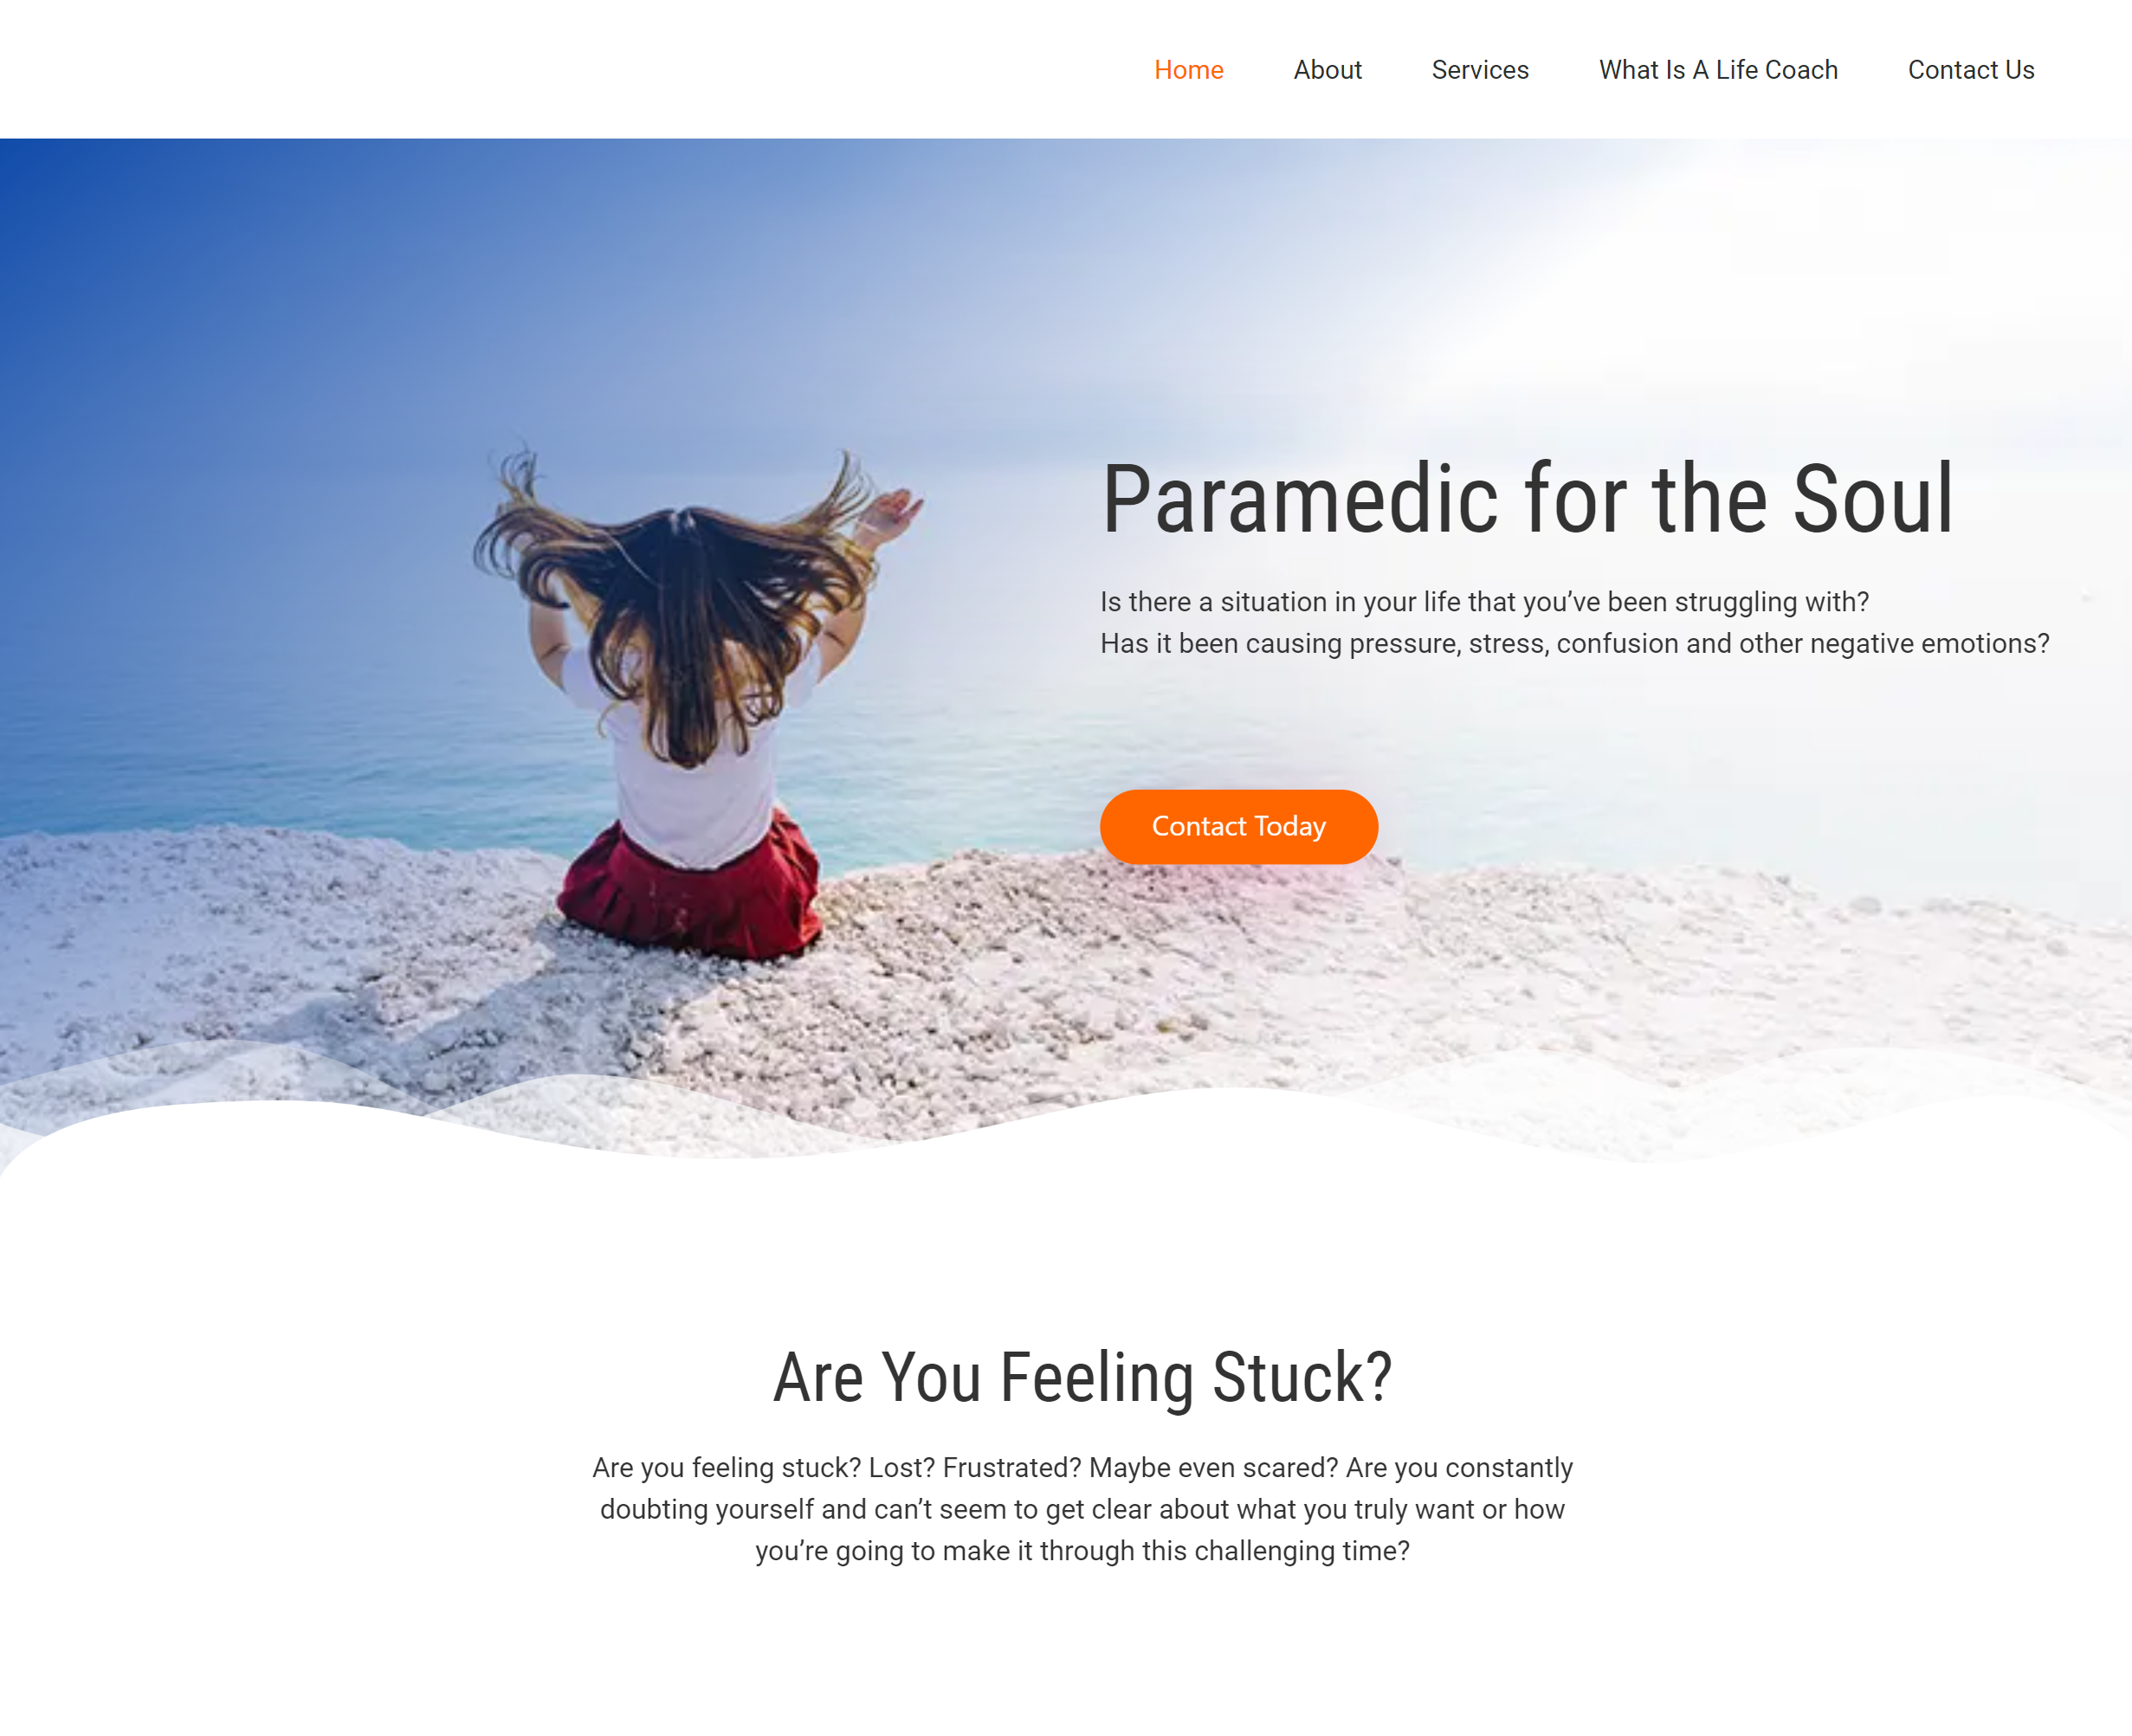 Home About Services What Is A Life Coach Contact Us
Paramedic for the Soul
Is there a situation in your life that you’ve been struggling with?
Has it been causing pressure, stress, confusion and other negative emotions?
Contact Today
Are You Feeling Stuck?
Are you feeling stuck? Lost? Frustrated? Maybe even scared? Are you constantly
doubting yourself and can’t seem to get clear about what you truly want or how
you’re going to make it through this challenging time?